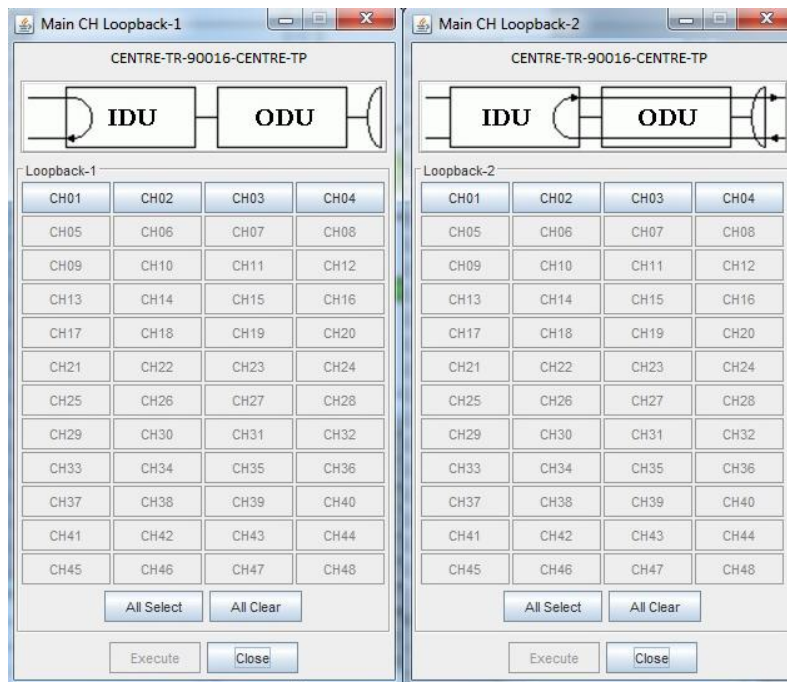 Main CH Loopback-1
CENTRE-TR-90016-CENTRE-TP
IDU ODU
Loopback-1
CH01 CH02 CH03 CH04
CH05 CH06 CH07 CH08
CH09 CH10 CH11 CH12
CH13 CH14 CH15 CH16
CH17 CH18 CH19 CH20
CH21 CH22 CH23 CH24
CH25 CH26 CH27 CH28
CH29 CH30 CH31 CH32
CH33 CH34 CH35 CH36
CH37 CH38 CH39 CH40
CH41 CH42 CH43 CH44
CH45 CH46 CH47 CH48
All Select All Clear
Execute Close
Main CH Loopback-2
CENTRE-TR-90016-CENTRE-TP
IDU ODU
Loopback-2
CH01 CH02 CH03 CH04
CH05 CH06 CH07 CH08
CH09 CH10 CH11 CH12
CH13 CH14 CH15 CH16
CH17 CH18 CH19 CH20
CH21 CH22 CH23 CH24
CH25 CH26 CH27 CH28
CH29 CH30 CH31 CH32
CH33 CH34 CH35 CH36
CH37 CH38 CH39 CH40
CH41 CH42 CH43 CH44
CH45 CH46 CH47 CH48
All Select All Clear
Execute Close